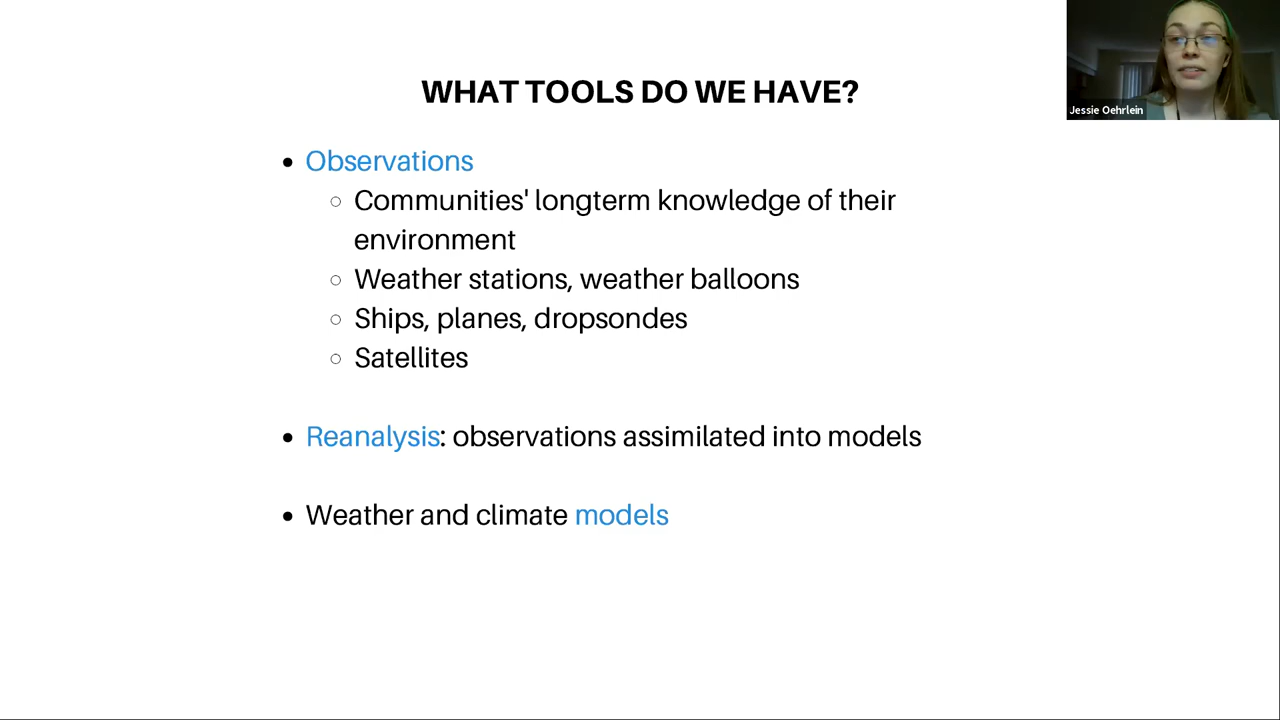 WHAT TOOLS DO WE HAVE?
Jessie Oehrlein
• Observations
○ Communities' longterm knowledge of their
environment
○ Weather stations, weather balloons
○ Ships, planes, dropsondes
○ Satellites
• Reanalysis: observations assimilated into models
• Weather and climate models